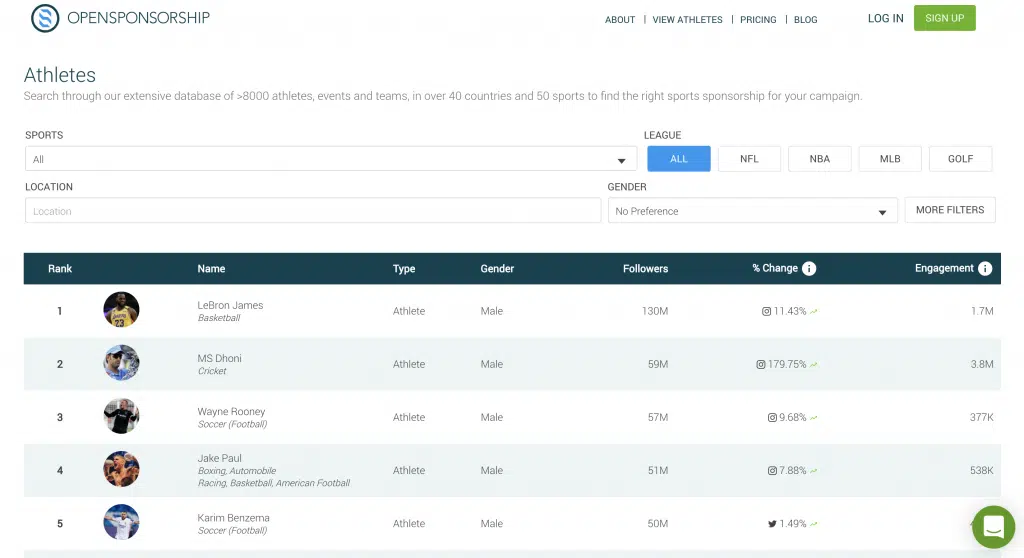 OPENSPONSORSHIP
ABOUT | VIEW ATHLETES | PRICING | BLOG LOG IN SIGN UP
Athletes
Search through our extensive database of >8000 athletes, events and teams, in over 40 countries and 50 sports to find the right sports sponsorship for your campaign.
SPORTS LEAGUE
All ALL NFL NBA MLB GOLF
LOCATION GENDER
Location No Preference MORE FILTERS
Rank Name Type Gender Followers % Change i Engagement i
1 LeBron James Athlete Male 130M 11.43% 1.7M
Basketball
2 MS Dhoni Athlete Male 59M 179.75% 3.8M
Cricket
3 Wayne Rooney Athlete Male 57M 9.68% 377K
Soccer (Football)
4 Jake Paul Athlete Male 51M 7.88% 538K
Boxing, Automobile
Racing, Basketball, American Football
5 Karim Benzema Athlete Male 50M 1.49%
Soccer (Football)